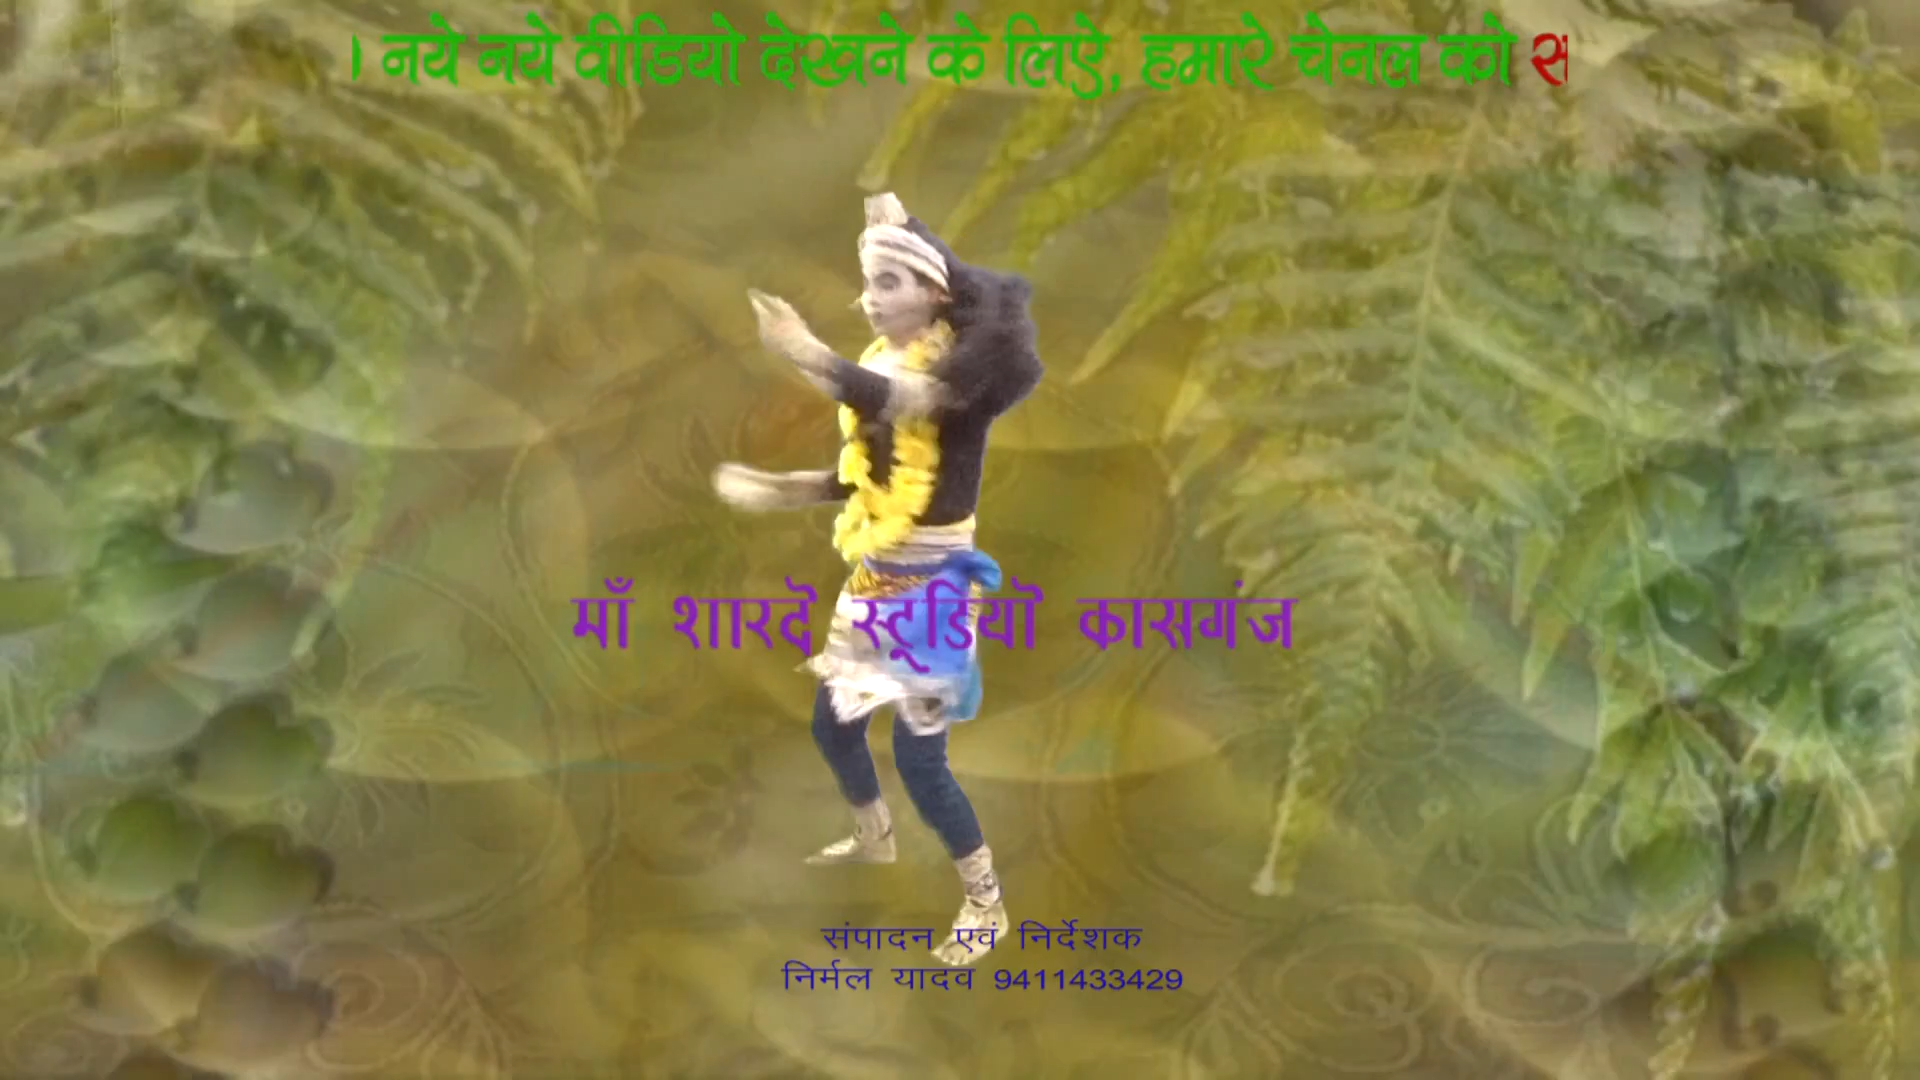 । नये नये वीडियो देखने के लिऐ, हमारे चेनल को स
माँ शारदे स्टूडियो कासगंज
संपादन एवं निर्देशक
निर्मल यादव 9411433429